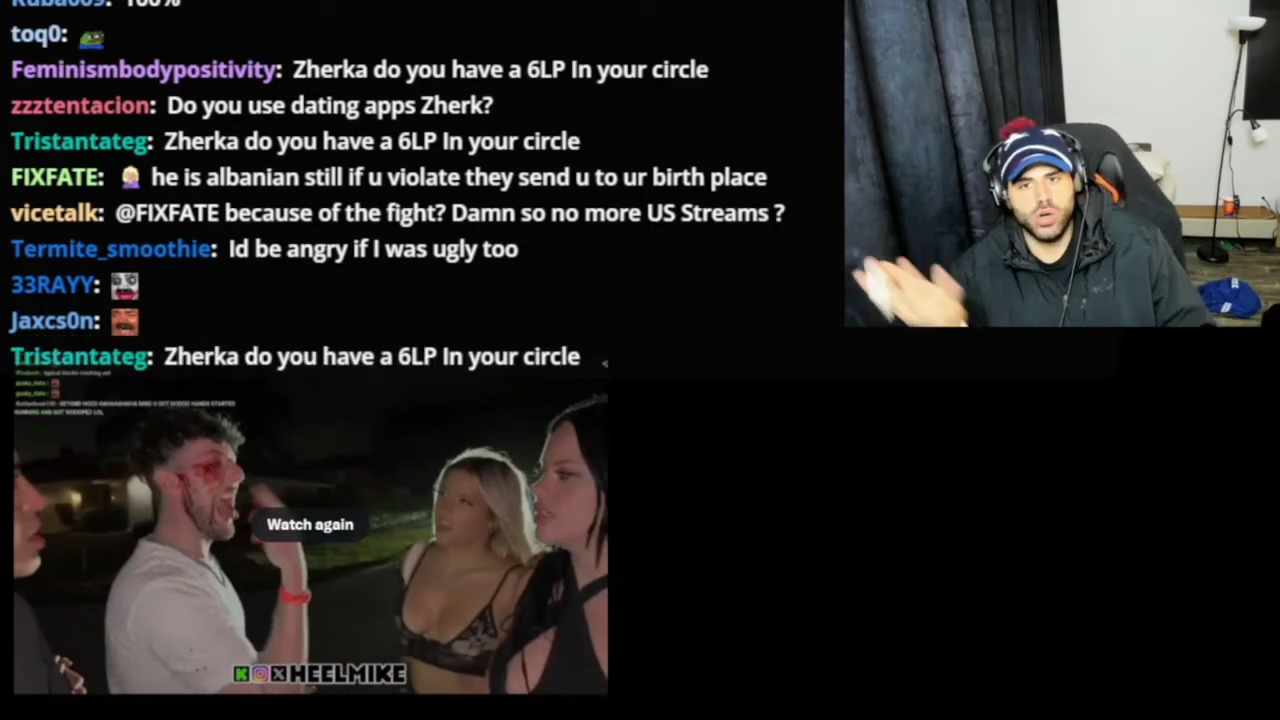 toq0:
Feminismbodypositivity: Zherka do you have a 6LP In your circle
zzztentacion: Do you use dating apps Zherk?
Tristantateg: Zherka do you have a 6LP In your circle
FIXFATE: he is albanian still if u violate they send u to ur birth place
vicetalk: @FIXFATE because of the fight? Damn so no more US Streams ?
Termite_smoothie: Id be angry if I was ugly too
33RAYY:
Jaxcs0n:
Tristantateg: Zherka do you have a 6LP In your circle
Watch again
K X HEELMIKE